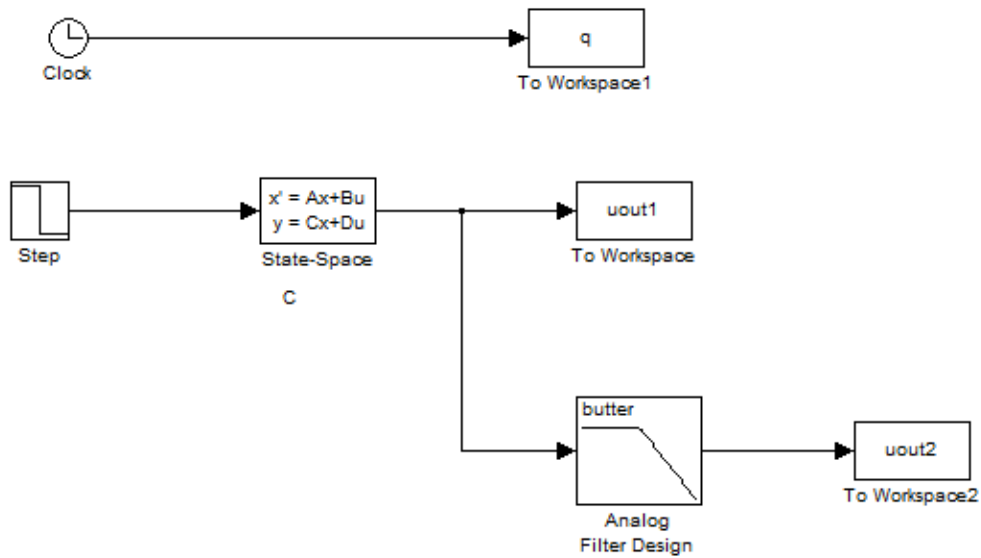 q
Clock
To Workspace1
x' = Ax+Bu
y = Cx+Du
uout1
Step
State-Space
To Workspace
C
butter
uout2
To Workspace2
Analog
Filter Design